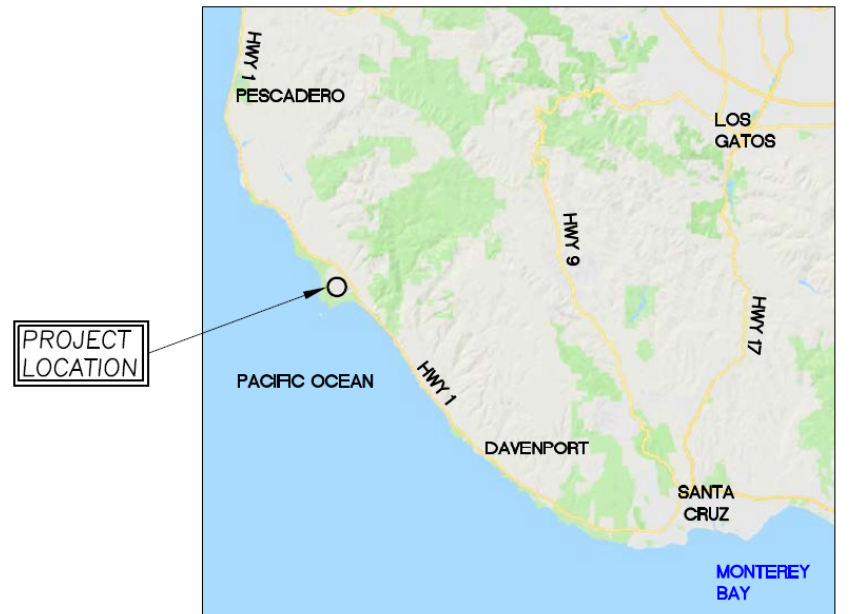 HWY 1
PESCADERO
LOS
GATOS
HWY 9
PROJECT
LOCATION
HWY 17
PACIFIC OCEAN
HWY 1
DAVENPORT
SANTA
CRUZ
MONTEREY
BAY